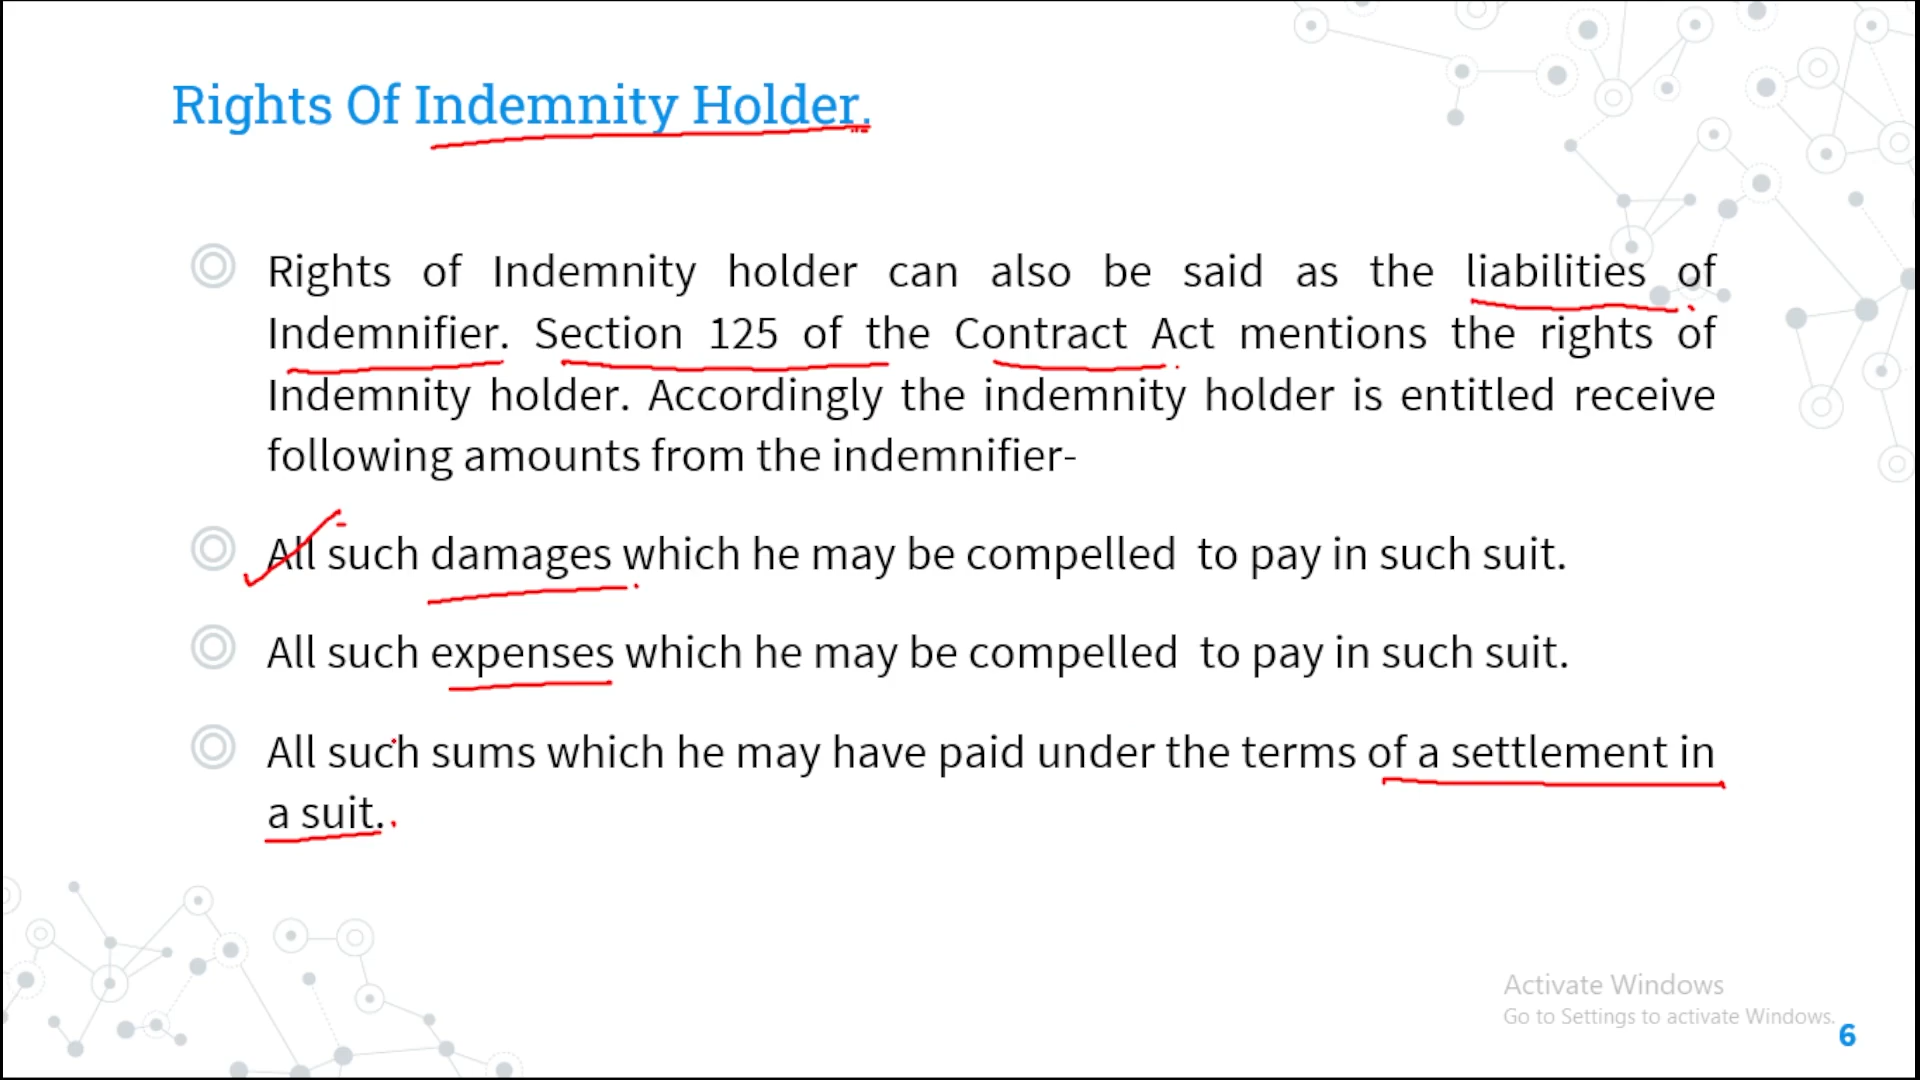 Rights Of Indemnity Holder.
Rights of Indemnity holder can also be said as the liabilities of
Indemnifier. Section 125 of the Contract Act mentions the rights of
Indemnity holder. Accordingly the indemnity holder is entitled receive
following amounts from the indemnifier-
All such damages which he may be compelled to pay in such suit.
All such expenses which he may be compelled to pay in such suit.
All such sums which he may have paid under the terms of a settlement in
a suit.
Activate Windows
Go to Settings to activate Windows.
6